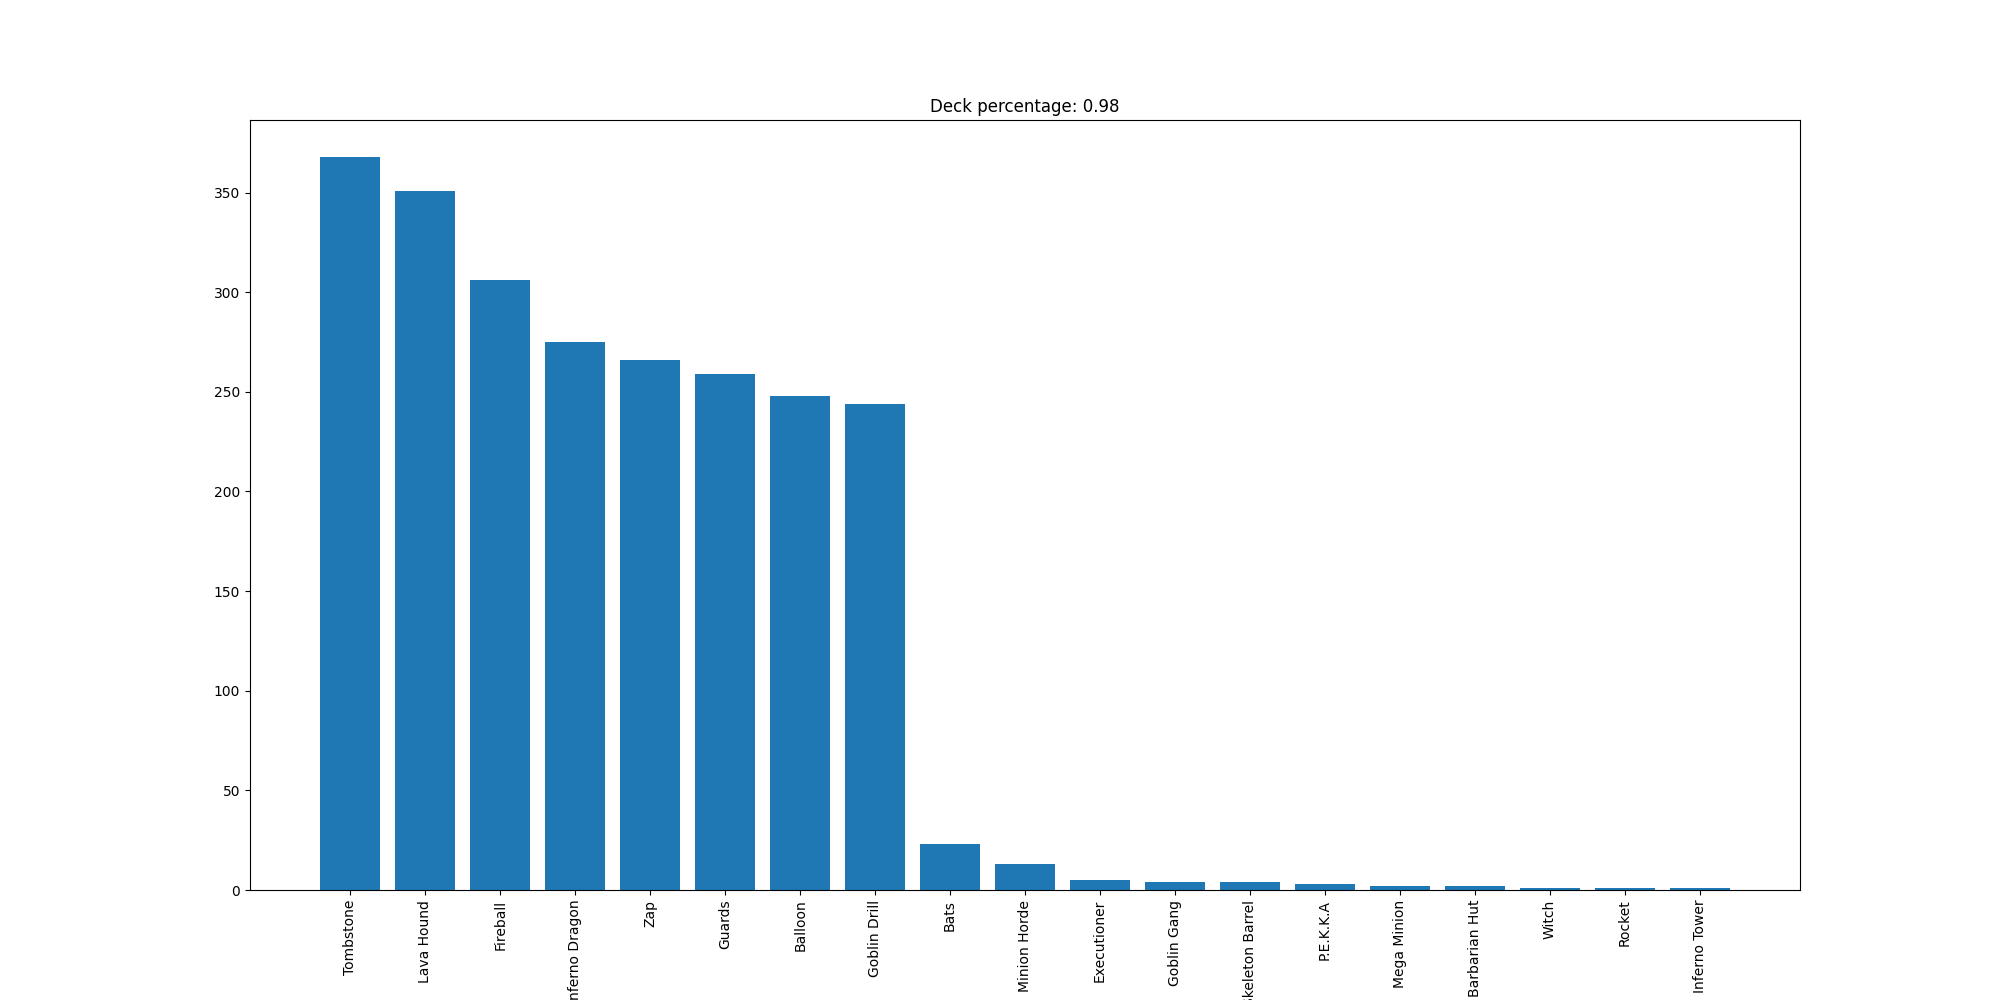 Deck percentage: 0.98
350
300
250
200
150
100
50
0
Tombstone
Lava Hound
Fireball
nferno Dragon
Zap
Guards
Balloon
Goblin Drill
Bats
Minion Horde
Executioner
Goblin Gang
keleton Barrel
P.E.K.K.A
Mega Minion
Barbarian Hut
Witch
Rocket
Inferno Tower